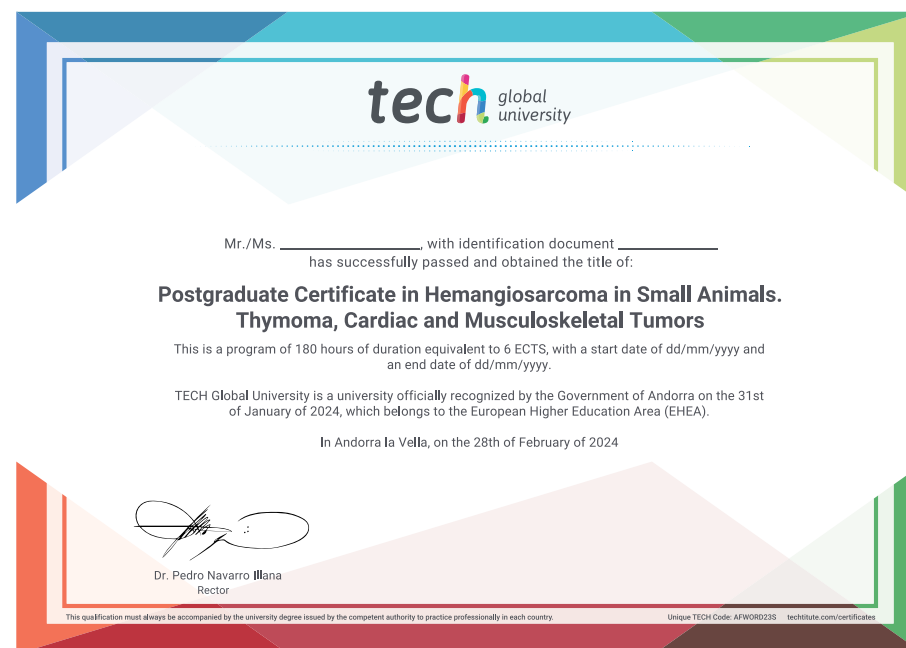 tech global
university
Mr./Ms. ____________, with identification document ____________
has successfully passed and obtained the title of:
Postgraduate Certificate in Hemangiosarcoma in Small Animals.
Thymoma, Cardiac and Musculoskeletal Tumors
This is a program of 180 hours of duration equivalent to 6 ECTS, with a start date of dd/mm/yyyy and
an end date of dd/mm/yyyy.
TECH Global University is a university officially recognized by the Government of Andorra on the 31st
of January of 2024, which belongs to the European Higher Education Area (EHEA).
In Andorra la Vella, on the 28th of February of 2024
Dr. Pedro Navarro Illana
Rector
This qualification must always be accompanied by the university degree issued by the competent authority to practice professionally in each country. Unique TECH Code: AFWORD23S techtitute.com/certificates